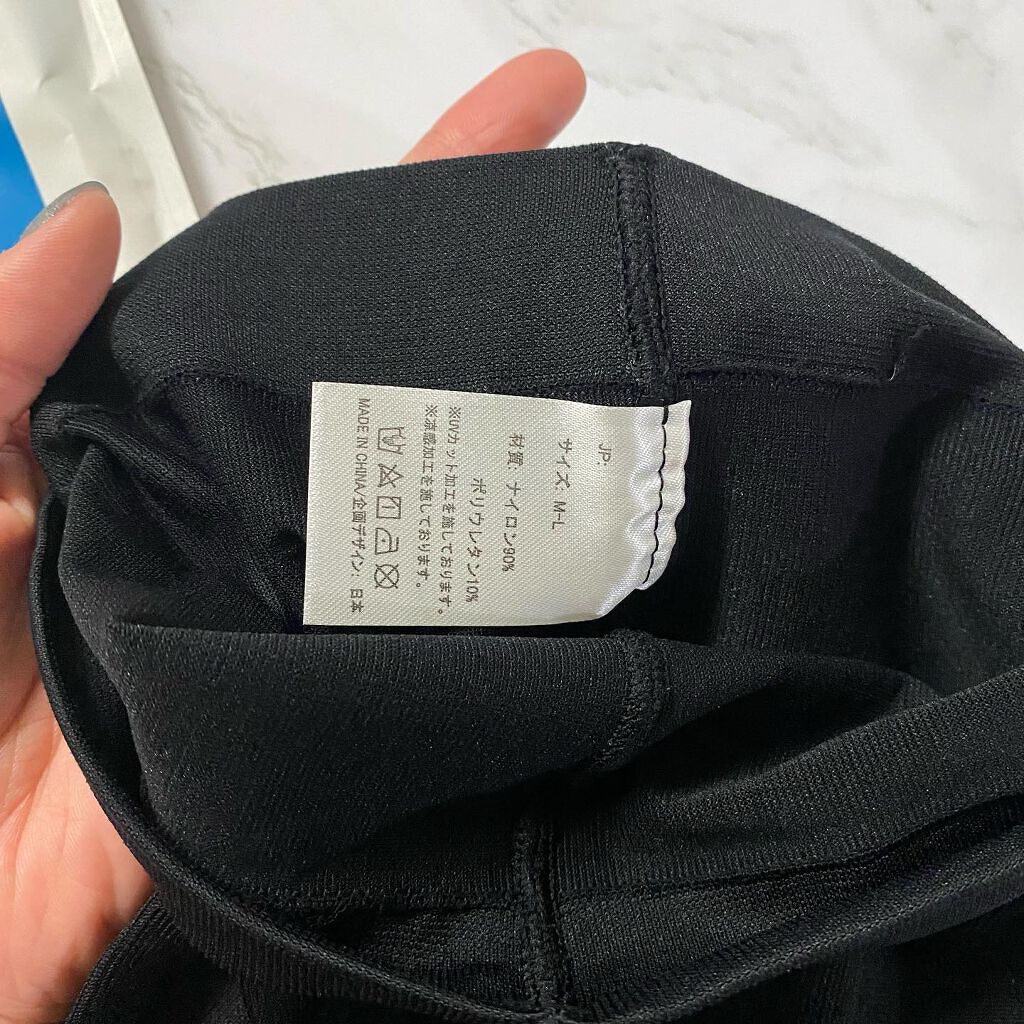 JP:
サイズ: M-L
材質: ナイロン90%
ポリウレタン10%
※UVカット加工を施しております。
※涼感加工を施しております。
MADE IN CHINA/企画デザイン: 日本